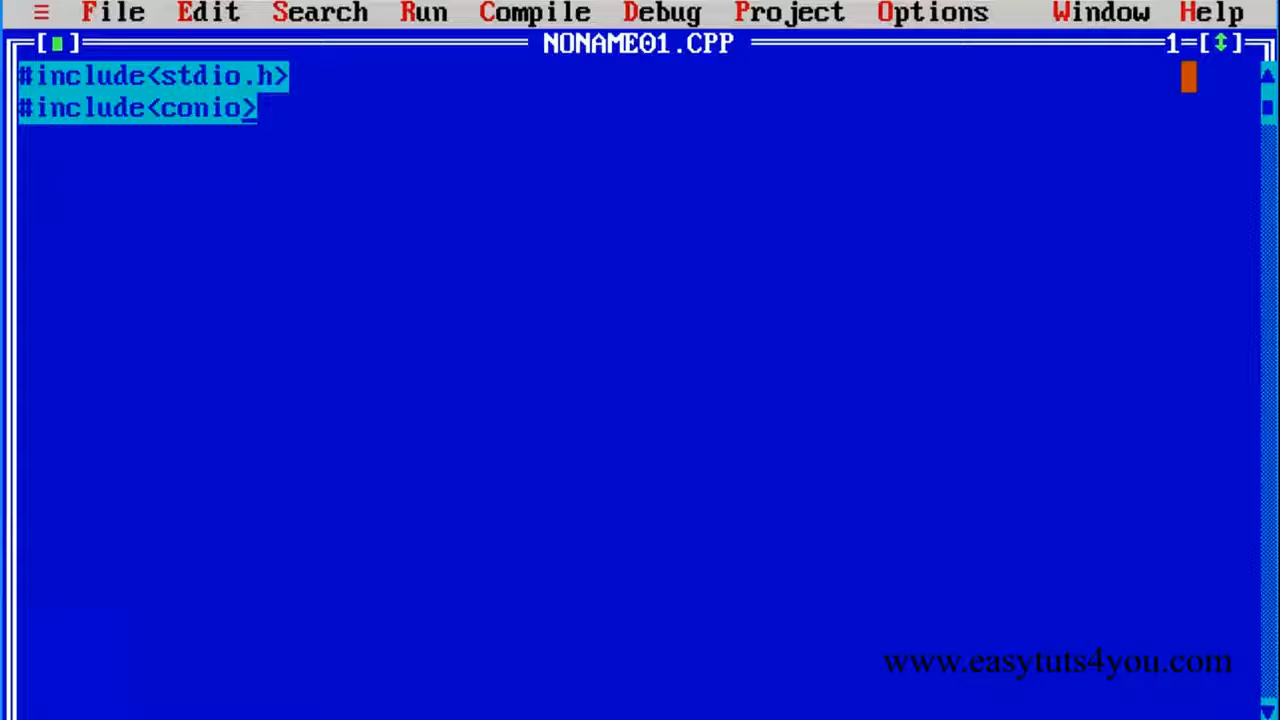 ≡ File Edit Search Run Compile Debug Project Options Window Help
[■] NONAME01.CPP 1=[↕]
#include<stdio.h>
#include<conio>
www.easytuts4you.com